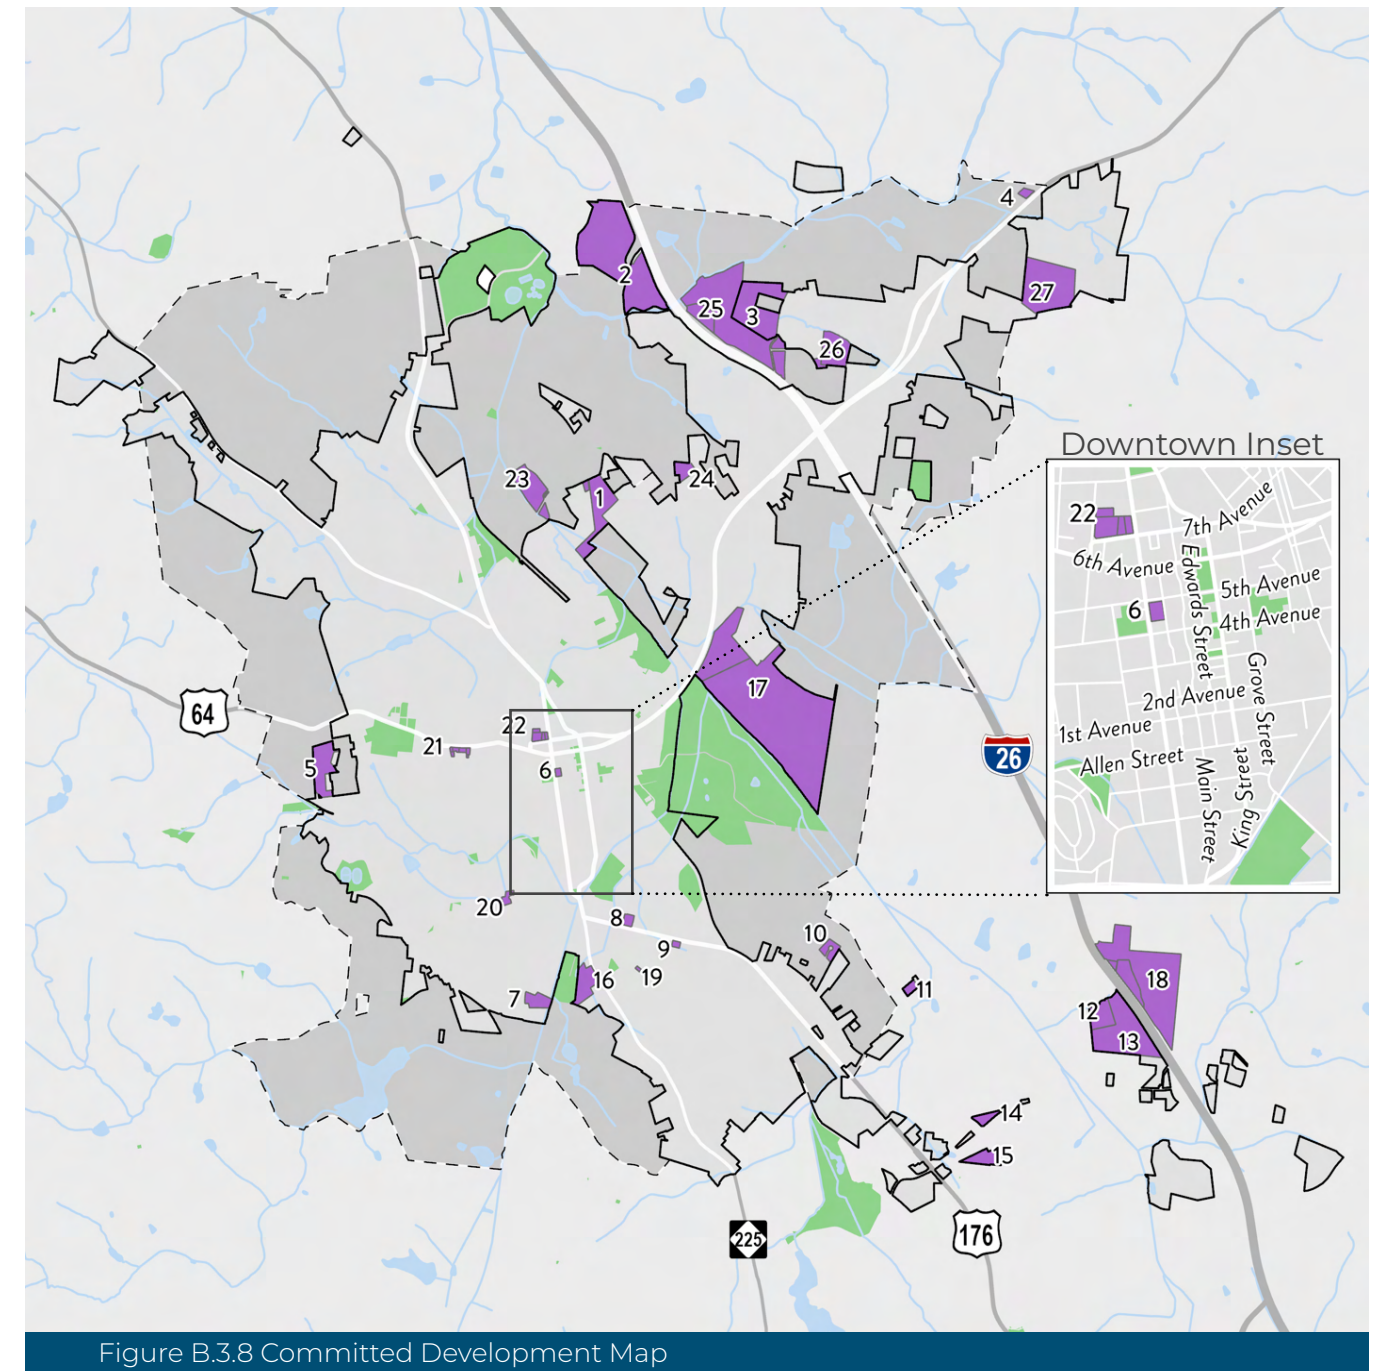 4
2
25
3
27
26
Downtown Inset
23
1
24
22
7th Avenue
6th Avenue
Edwards Street
5th Avenue
6
4th Avenue
Grove Street
2nd Avenue
1st Avenue
Allen Street
Main Street
King Street
17
64
22
21
5
6
26
20
8
9
10
19
16
7
11
18
12
13
14
15
225
176
Figure B.3.8 Committed Development Map